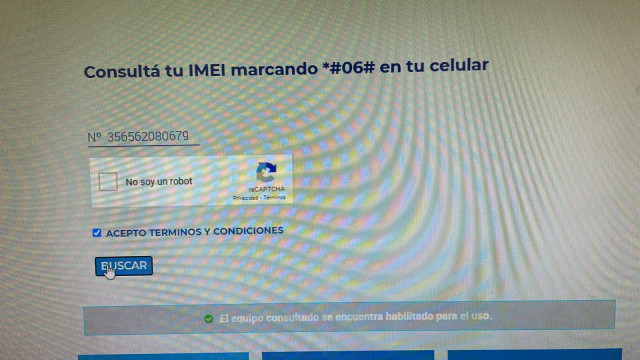 Consultá tu IMEI marcando *#06# en tu celular
Nº 356562080679
No soy un robot
reCAPTCHA
Privacidad - Términos
ACEPTO TERMINOS Y CONDICIONES
BUSCAR
El equipo consultado se encuentra habilitado para el uso.